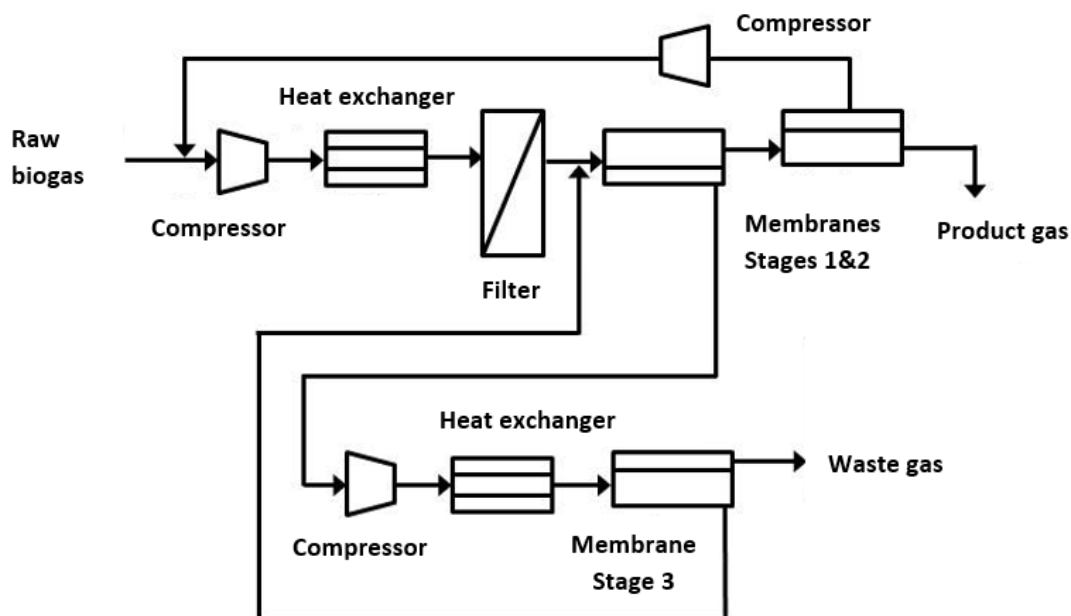 Compressor
Heat exchanger
Raw
biogas
Compressor
Filter
Membranes
Stages 1&2
Product gas
Heat exchanger
Waste gas
Compressor
Membrane
Stage 3